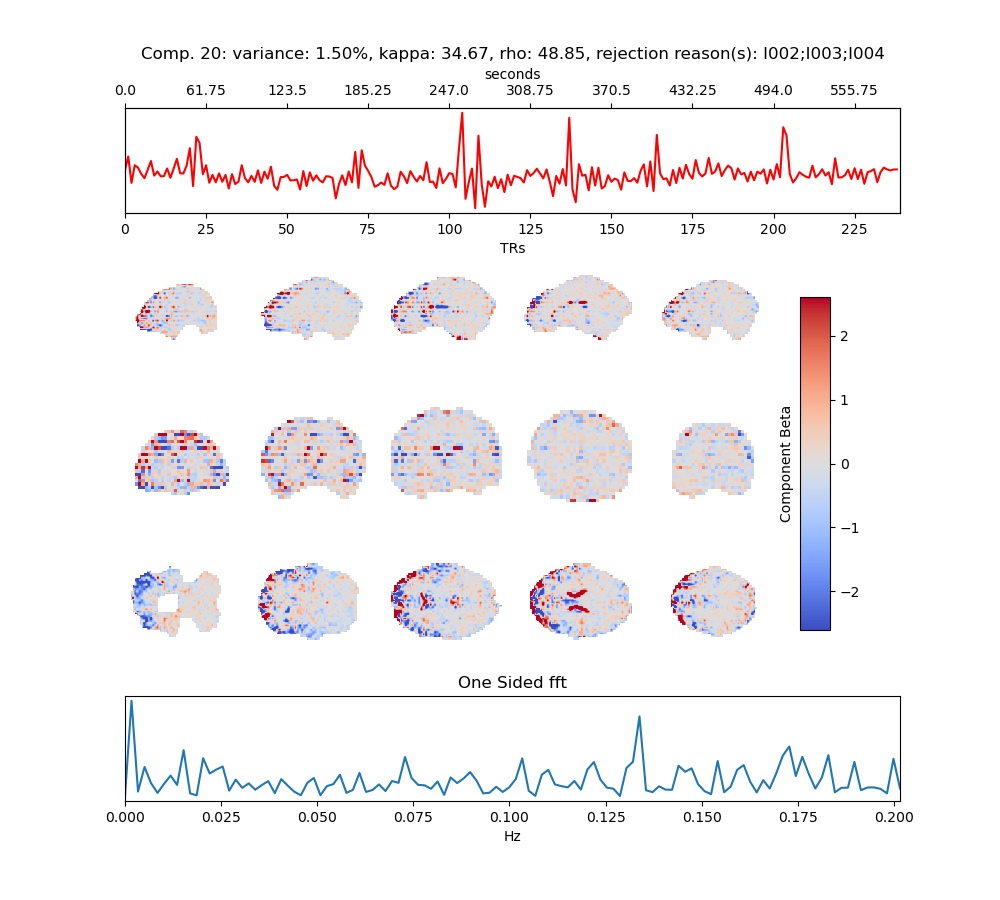 Comp. 20: variance: 1.50%, kappa: 34.67, rho: 48.85, rejection reason(s): I002;I003;I004
seconds
0.0 61.75 123.5 185.25 247.0 308.75 370.5 432.25 494.0 555.75
0 25 50 75 100 125 150 175 200 225
TRs
2
1
0
−1
−2
Component Beta
One Sided fft
0.000 0.025 0.050 0.075 0.100 0.125 0.150 0.175 0.200
Hz